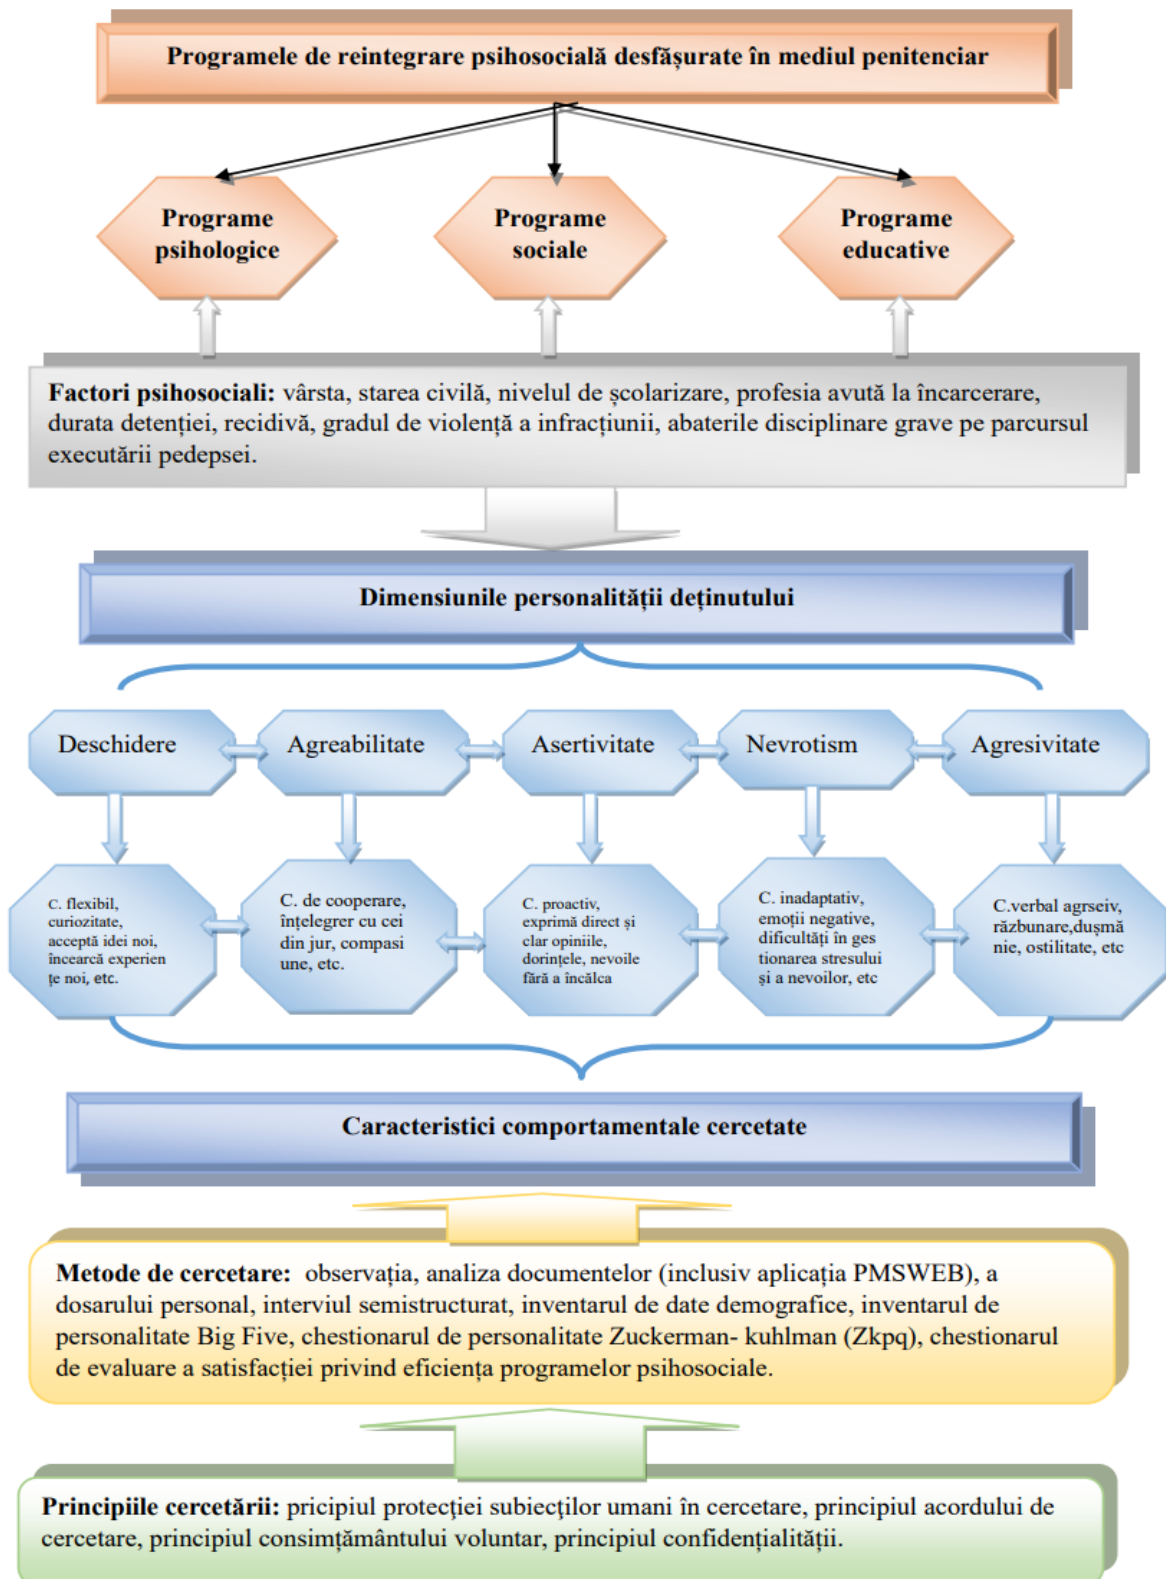 Programele de reintegrare psihosocială desfășurate în mediul penitenciar
Programe
psihologice
Programe
sociale
Programe
educative
Factori psihosociali: vârsta, starea civilă, nivelul de școlarizare, profesia avută la încarcerare,
durata detenției, recidivă, gradul de violență a infracțiunii, abaterile disciplinare grave pe parcursul
executării pedepsei.
Dimensiunile personalității deținutului
Deschidere
Agreabilitate
Asertivitate
Nevrotism
Agresivitate
C. flexibil,
curiozitate,
acceptă idei noi,
încearcă experien
țe noi, etc.
C. de cooperare,
înțelegrer cu cei
din jur, compasi
une, etc.
C. proactiv,
exprimă direct și
clar opiniile,
dorințele, nevoile
fără a încălca
C. inadaptativ,
emoții negative,
dificultăți în ges
tionarea stresului
și a nevoilor, etc
C.verbal agrseiv,
răzbunare,dușmă
nie, ostilitate, etc
Caracteristici comportamentale cercetate
Metode de cercetare: observația, analiza documentelor (inclusiv aplicația PMSWEB), a
dosarului personal, interviul semistructurat, inventarul de date demografice, inventarul de
personalitate Big Five, chestionarul de personalitate Zuckerman- kuhlman (Zkpq), chestionarul
de evaluare a satisfacției privind eficiența programelor psihosociale.
Principiile cercetării: pricipiul protecției subiecților umani în cercetare, principiul acordului de
cercetare, principiul consimțământului voluntar, principiul confidențialității.